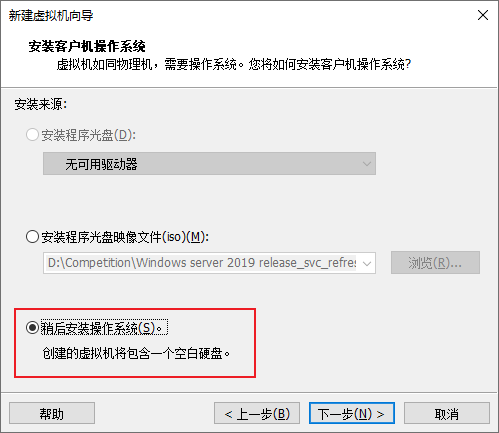 新建虚拟机向导
安装客户机操作系统
虚拟机如同物理机，需要操作系统。您将如何安装客户机操作系统?
安装来源:
安装程序光盘(D):
无可用驱动器
安装程序光盘映像文件(iso)(M):
D:\Competition\Windows server 2019 release_svc_refres
浏览(R)...
稍后安装操作系统(S)。
创建的虚拟机将包含一个空白硬盘。
帮助
< 上一步(B)
下一步(N) >
取消